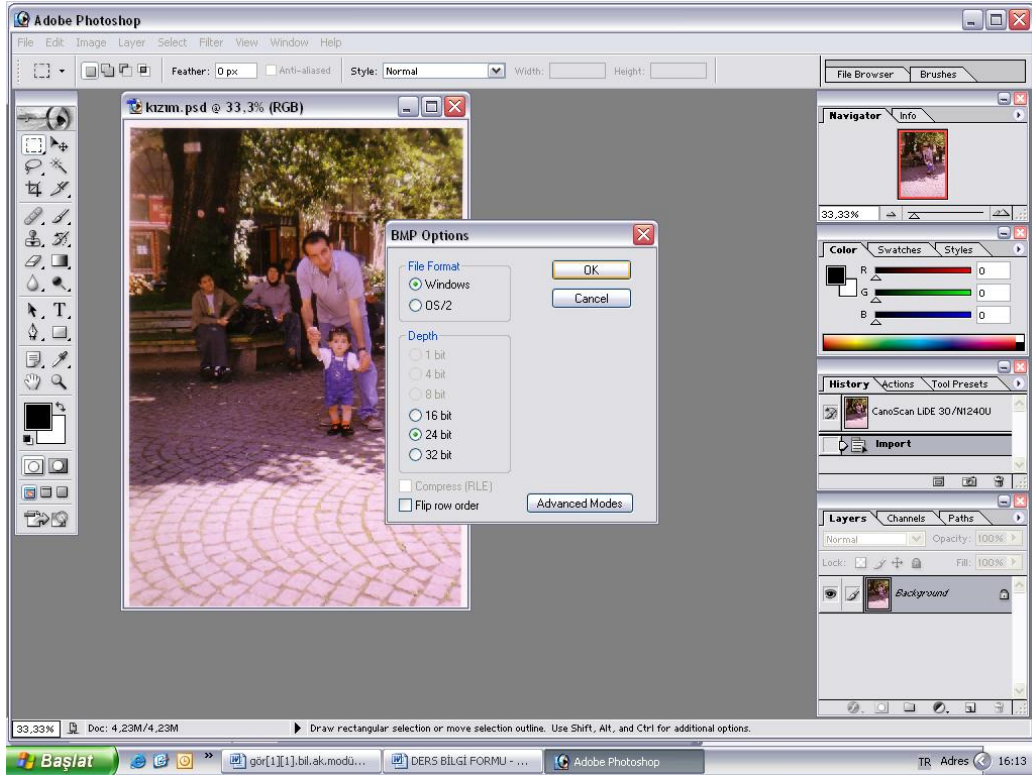 Adobe Photoshop
File Edit Image Layer Select Filter View Window Help
Feather: 0 px Anti-aliased Style: Normal Width: Height:
File Browser Brushes
kızım.psd @ 33,3% (RGB)
Navigator Info
33,33%
BMP Options
File Format
Windows
OS/2
OK
Cancel
Depth
1 bit
4 bit
8 bit
16 bit
24 bit
32 bit
Compress (RLE)
Flip row order
Advanced Modes
Color Swatches Styles
R 0
G 0
B 0
History Actions Tool Presets
CanoScan LiDE 30/N1240U
Import
Layers Channels Paths
Normal Opacity: 100%
Lock: Fill: 100%
Background
33,33% Doc: 4,23M/4,23M Draw rectangular selection or move selection outline. Use Shift, Alt, and Ctrl for additional options.
Başlat gör[1][1].bil.ak.modü... DERS BİLGİ FORMU - ... Adobe Photoshop TR Adres 16:13